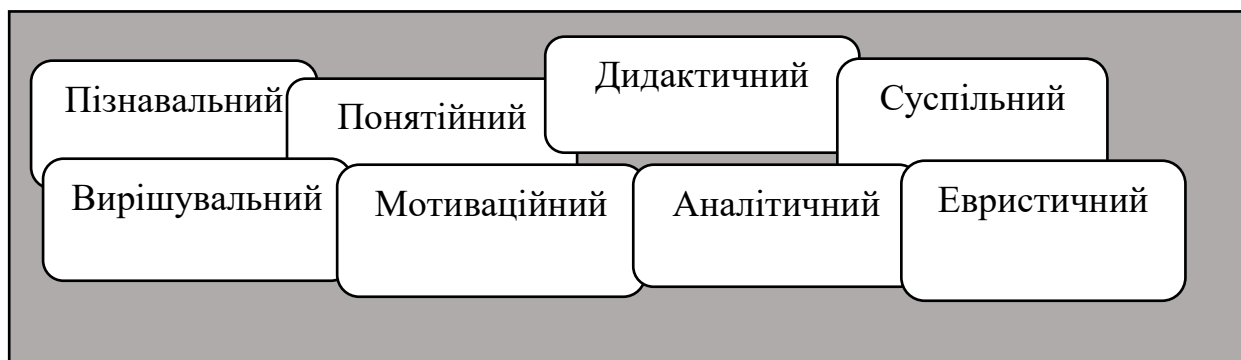 Пізнавальний
Понятійний
Дидактичний
Суспільний
Вирішувальний
Мотиваційний
Аналітичний
Евристичний